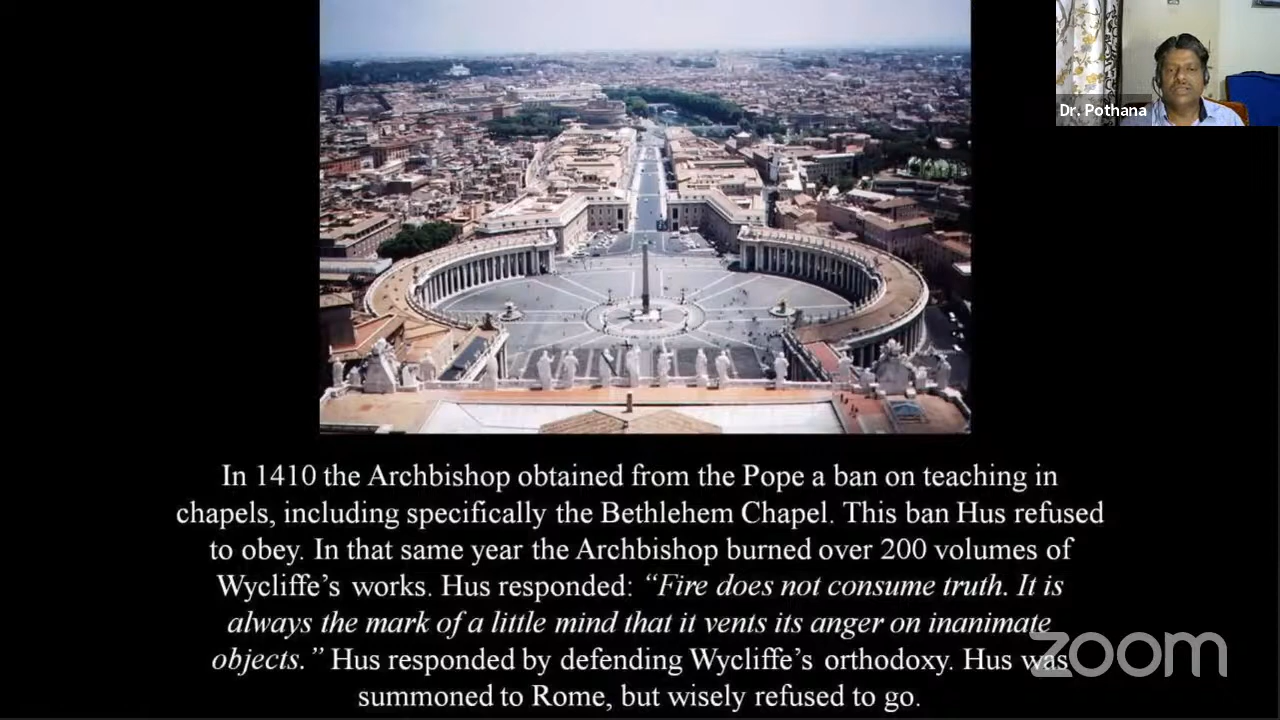 Dr. Pothana
In 1410 the Archbishop obtained from the Pope a ban on teaching in
chapels, including specifically the Bethlehem Chapel. This ban Hus refused
to obey. In that same year the Archbishop burned over 200 volumes of
Wycliffe’s works. Hus responded: “Fire does not consume truth. It is
always the mark of a little mind that it vents its anger on inanimate
objects.” Hus responded by defending Wycliffe’s orthodoxy. Hus was
summoned to Rome, but wisely refused to go.
zoom